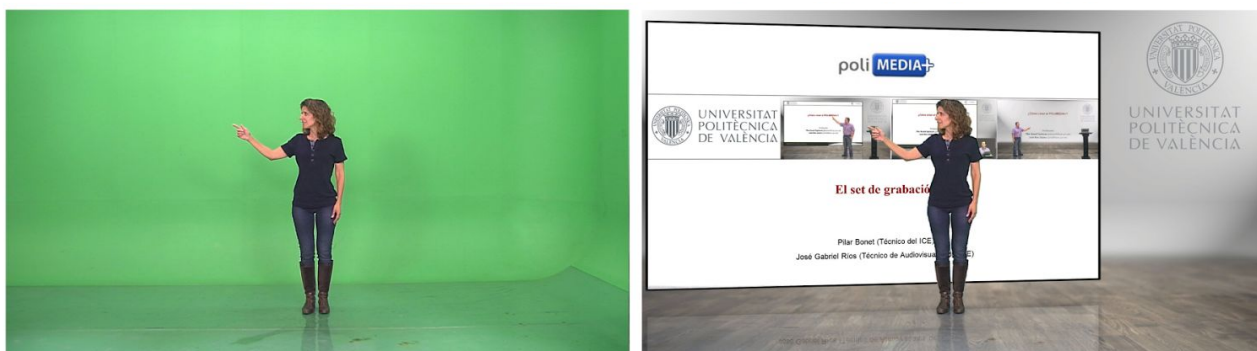 poli MEDIA+
UNIVERSITAT
POLITÈCNICA
DE VALÈNCIA
El set de grabació
Pilar Bonet (Técnico del ICE)
José Gabriel Ríos (Técnico de Audiovisua
UNIVERSITAT
POLITÈCNICA
DE VALÈNCIA